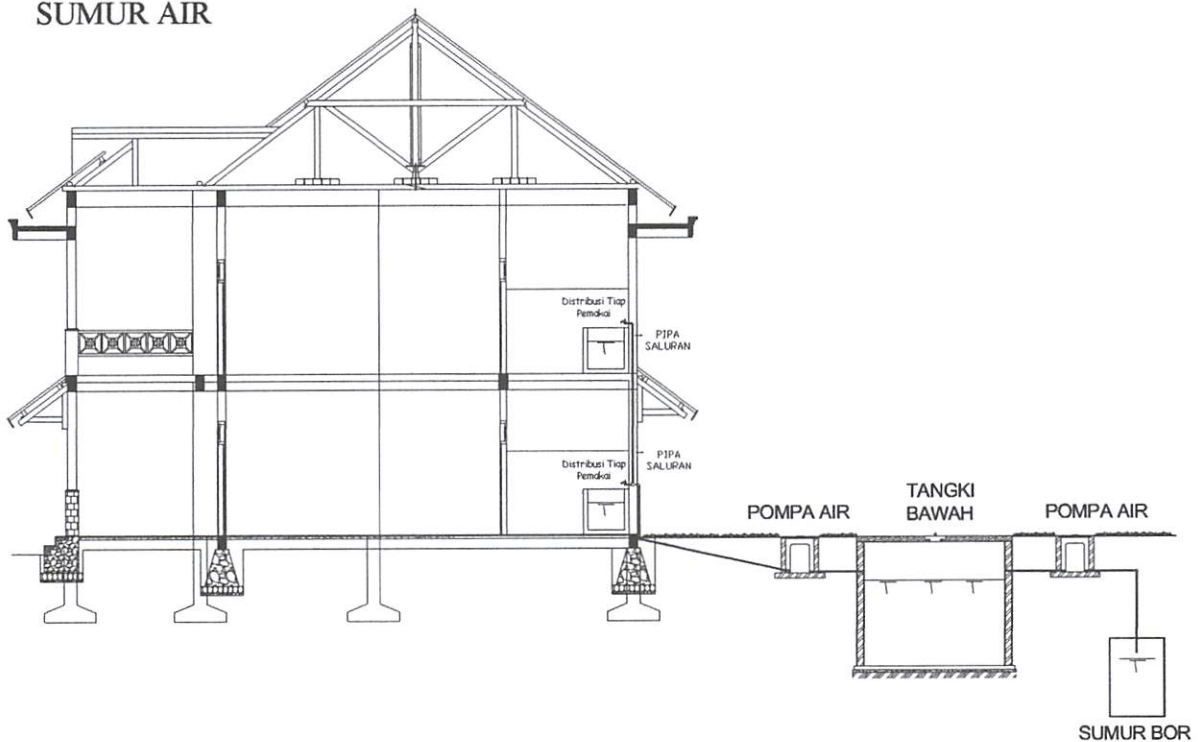 SUMUR AIR
Distribusi Tiap
Pemakai
PIPA
SALURAN
Distribusi Tiap
Pemakai
PIPA
SALURAN
POMPA AIR
TANGKI
BAWAH
POMPA AIR
SUMUR BOR